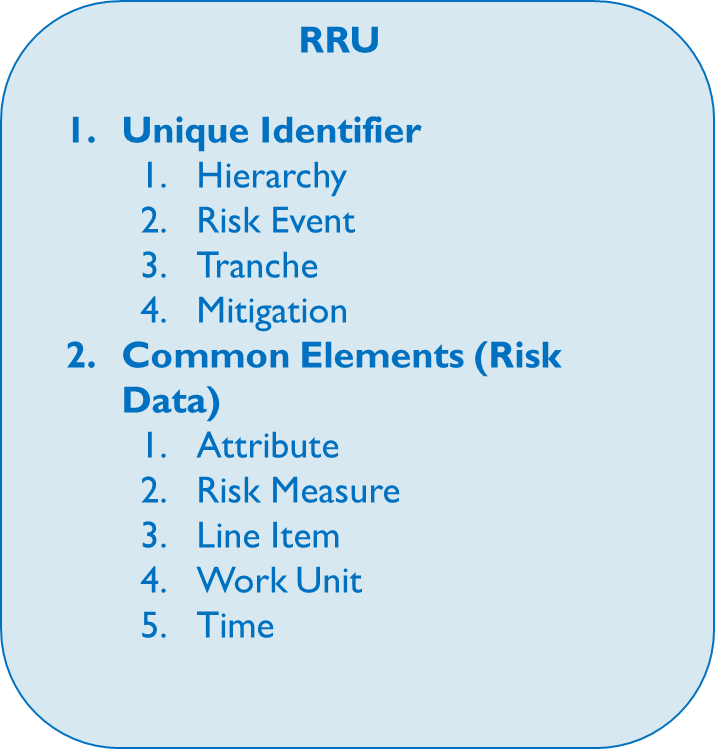 RRU
1. Unique Identifier
1. Hierarchy
2. Risk Event
3. Tranche
4. Mitigation
2. Common Elements (Risk
Data)
1. Attribute
2. Risk Measure
3. Line Item
4. Work Unit
5. Time